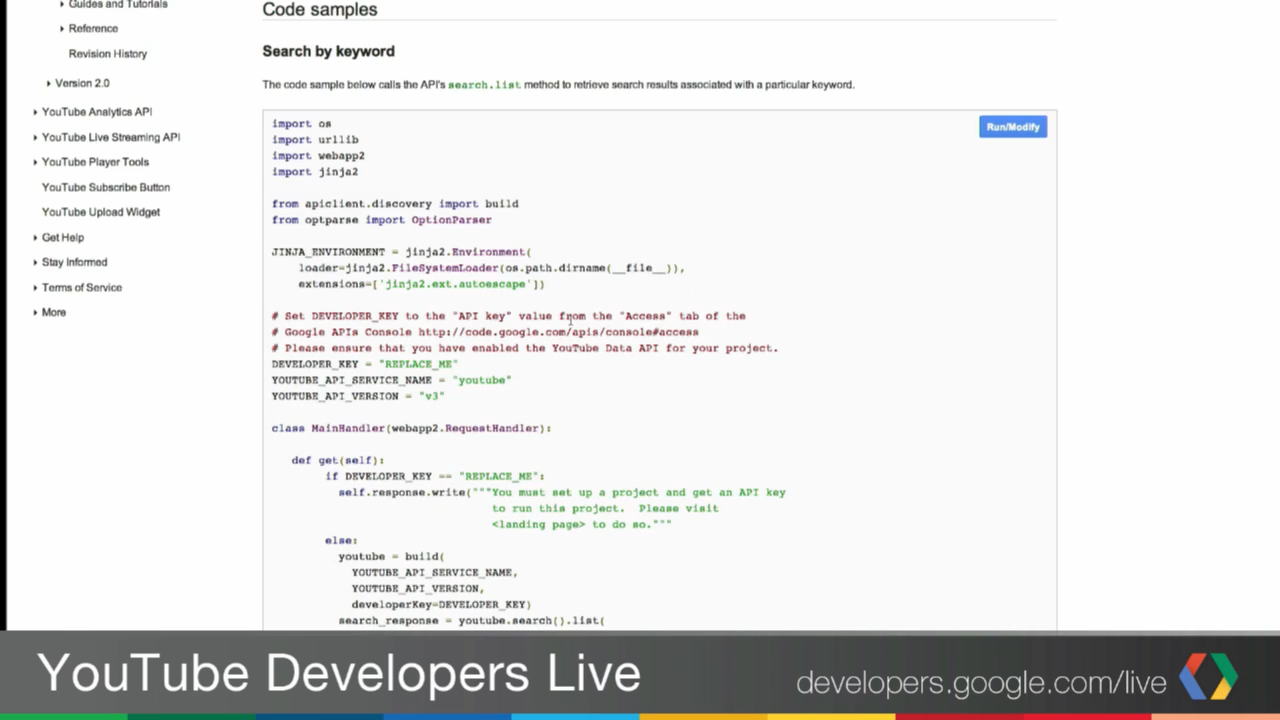 Guides and Tutorials
Reference
Revision History
Version 2.0
YouTube Analytics API
YouTube Live Streaming API
YouTube Player Tools
YouTube Subscribe Button
YouTube Upload Widget
Get Help
Stay Informed
Terms of Service
More
Code samples
Search by keyword
The code sample below calls the API's search.list method to retrieve search results associated with a particular keyword.
Run/Modify
import os
import urllib
import webapp2
import jinja2
from apiclient.discovery import build
from optparse import OptionParser
JINJA_ENVIRONMENT = jinja2.Environment(
loader=jinja2.FileSystemLoader(os.path.dirname(__file__)),
extensions=['jinja2.ext.autoescape'])
# Set DEVELOPER_KEY to the "API key" value from the "Access" tab of the
# Google APIs Console http://code.google.com/apis/console#access
# Please ensure that you have enabled the YouTube Data API for your project.
DEVELOPER_KEY = "REPLACE_ME"
YOUTUBE_API_SERVICE_NAME = "youtube"
YOUTUBE_API_VERSION = "v3"
class MainHandler(webapp2.RequestHandler):
def get(self):
if DEVELOPER_KEY == "REPLACE_ME":
self.response.write("""You must set up a project and get an API key
to run this project.  Please visit
<landing page> to do so."""
else:
youtube = build(
YOUTUBE_API_SERVICE_NAME,
YOUTUBE_API_VERSION,
developerKey=DEVELOPER_KEY)
search_response = youtube.search().list(
YouTube Developers Live
developers.google.com/live